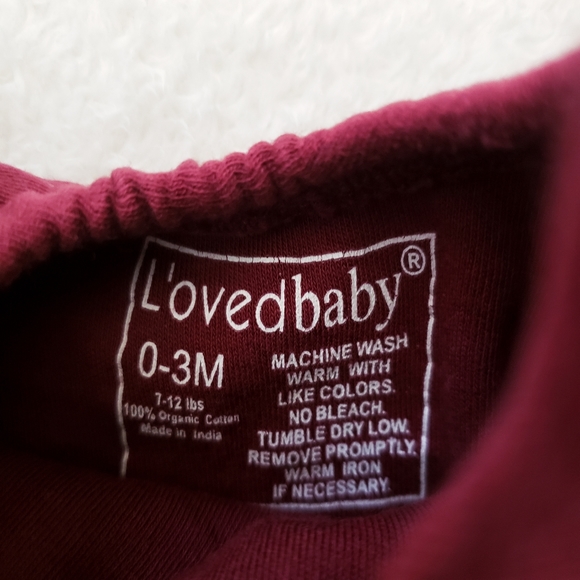 L'ovedbaby®
0-3M
7-12 lbs
100% Organic Cotton
Made in India
MACHINE WASH
WARM WITH
LIKE COLORS.
NO BLEACH.
TUMBLE DRY LOW.
REMOVE PROMPTLY.
WARM IRON
IF NECESSARY.